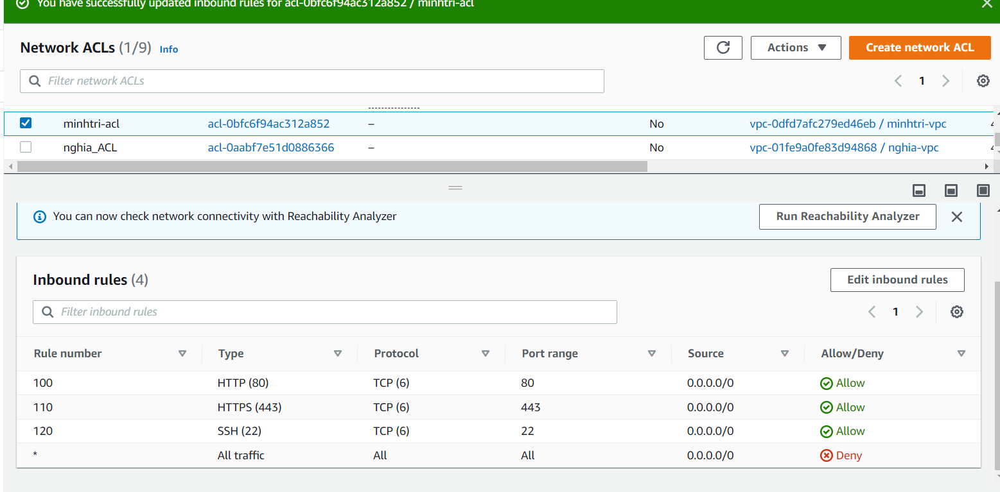 You have successfully updated inbound rules for acl-0bfc6f94ac312a852 / minhtri-acl
Network ACLs (1/9) Info
Actions
Create network ACL
Filter network ACLs
1
minhtri-acl acl-0bfc6f94ac312a852 – No vpc-0dfd7afc279ed46eb / minhtri-vpc
nghia_ACL acl-0aabf7e51d0886366 – No vpc-01fe9a0fe83d94868 / nghia-vpc
You can now check network connectivity with Reachability Analyzer
Run Reachability Analyzer
Inbound rules (4)
Edit inbound rules
Filter inbound rules
1
Rule number Type Protocol Port range Source Allow/Deny
100 HTTP (80) TCP (6) 80 0.0.0.0/0 Allow
110 HTTPS (443) TCP (6) 443 0.0.0.0/0 Allow
120 SSH (22) TCP (6) 22 0.0.0.0/0 Allow
* All traffic All All 0.0.0.0/0 Deny